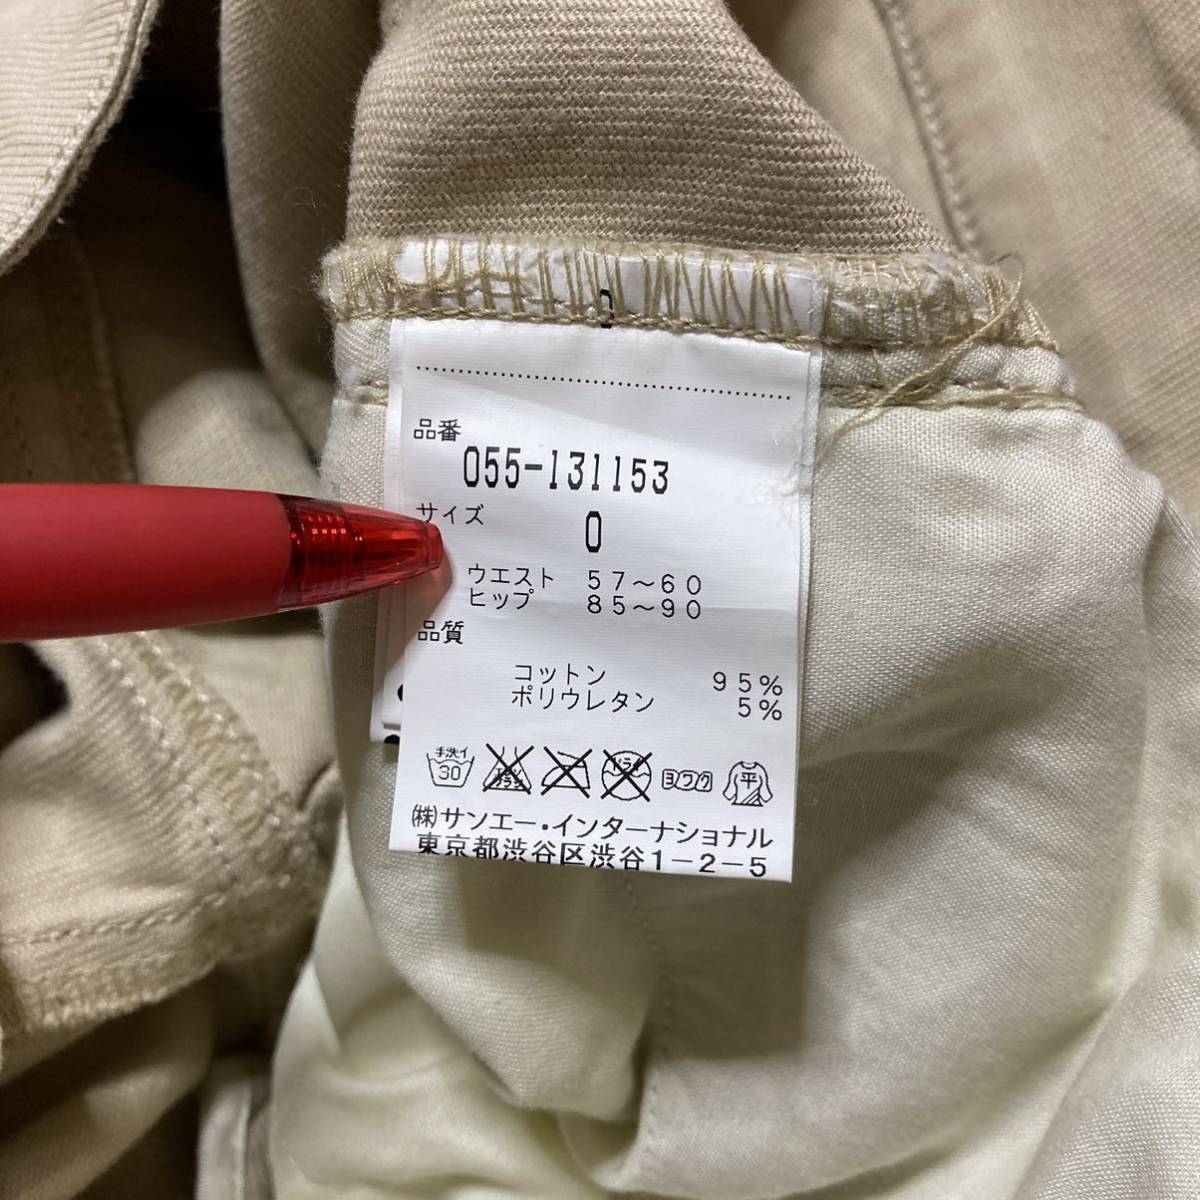 品番
055-131153
サイズ
0
ウエスト 57～60
ヒップ 85～90
品質
コットン 95%
ポリウレタン 5%
手洗イ
30
ドライ
ヨワク
平
㈱サンエー・インターナショナル
東京都渋谷区渋谷1-2-5